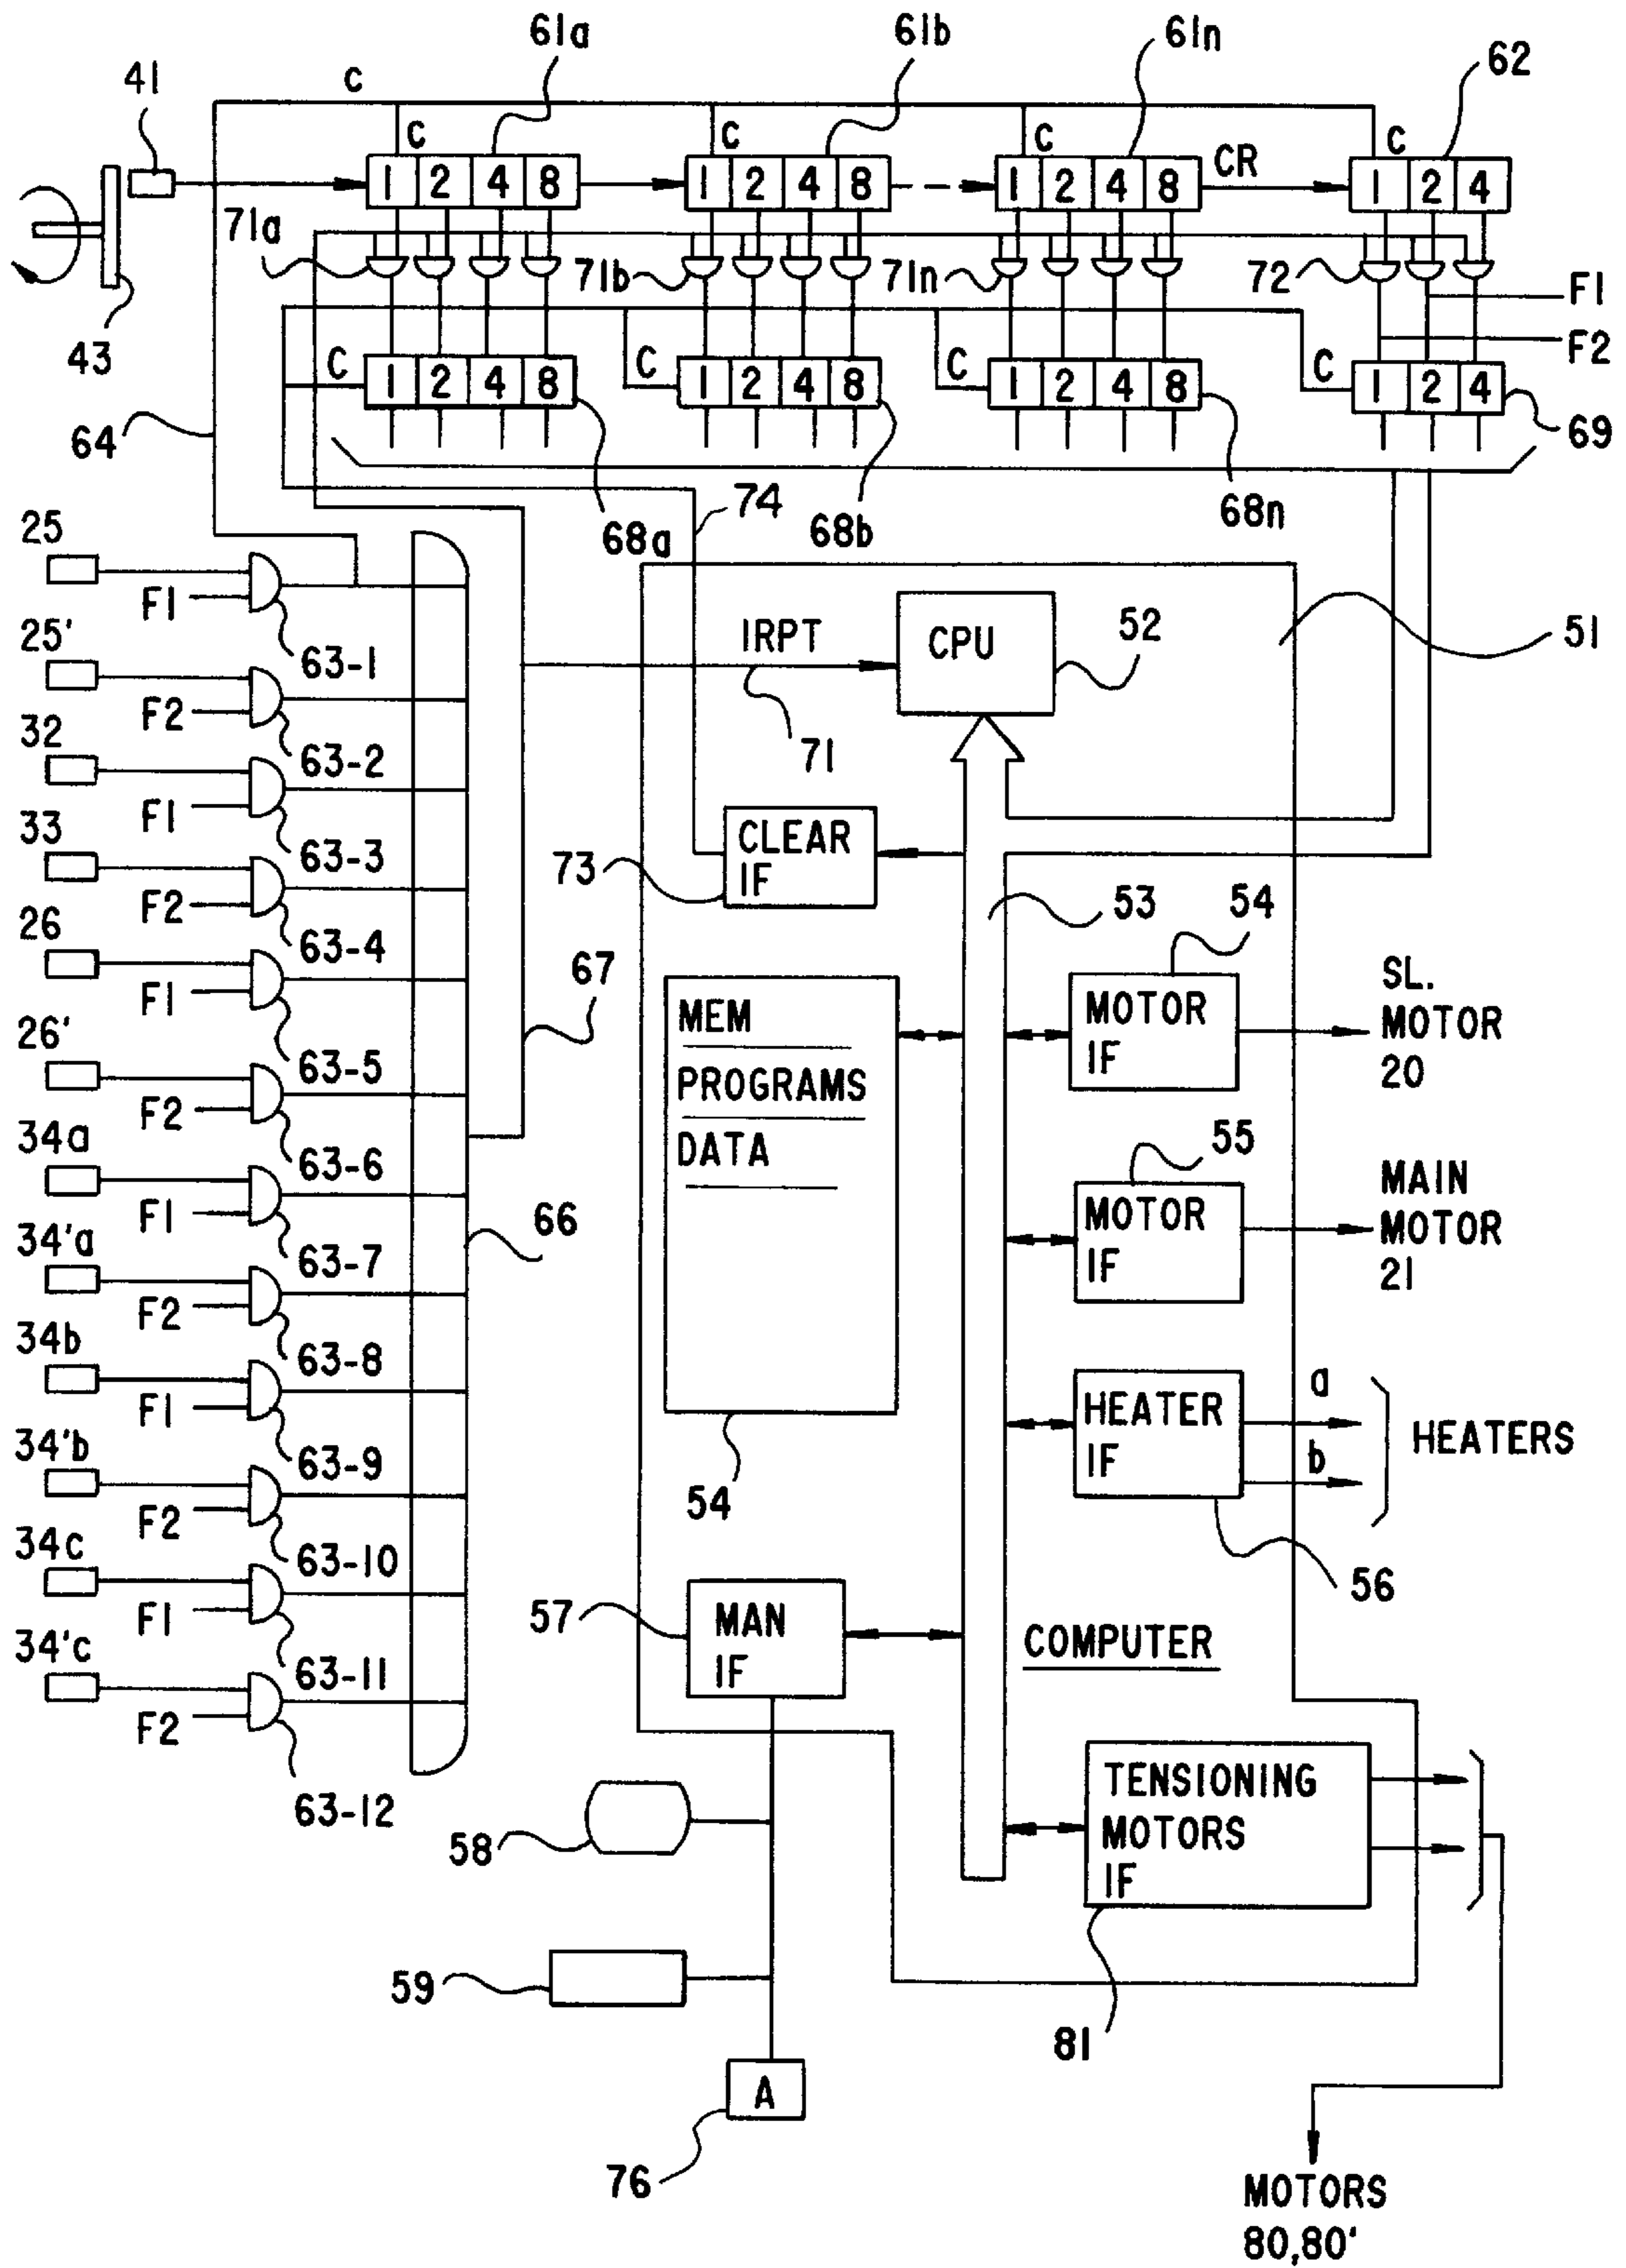 61a 61b 61n 62
41 c
C C C C
1 2 4 8 1 2 4 8 1 2 4 8 CR 1 2 4
71a 71b 71n 72 F1
43 F2
C 1 2 4 8 C 1 2 4 8 C 1 2 4 8 C 1 2 4
64 69
74
68a 68b 68n
25
F1
63-1
IRPT
CPU
52
51
25'
F2
63-2
71
32
F1
63-3
CLEAR
IF
73
33
F2
63-4
53
54
26
F1
63-5
67
MEM
PROGRAMS
DATA
MOTOR
IF
SL.
MOTOR
20
26'
F2
63-6
55
34a
F1
63-7
66
MOTOR
IF
MAIN
MOTOR
21
34'a
F2
63-8
34b
F1
63-9
54
HEATER
IF
a
b
HEATERS
34'b
F2
63-10
56
34c
F1
63-11
57
MAN
IF
COMPUTER
34'c
F2
63-12
58
TENSIONING
MOTORS
IF
59
81
A
76
MOTORS
80,80'